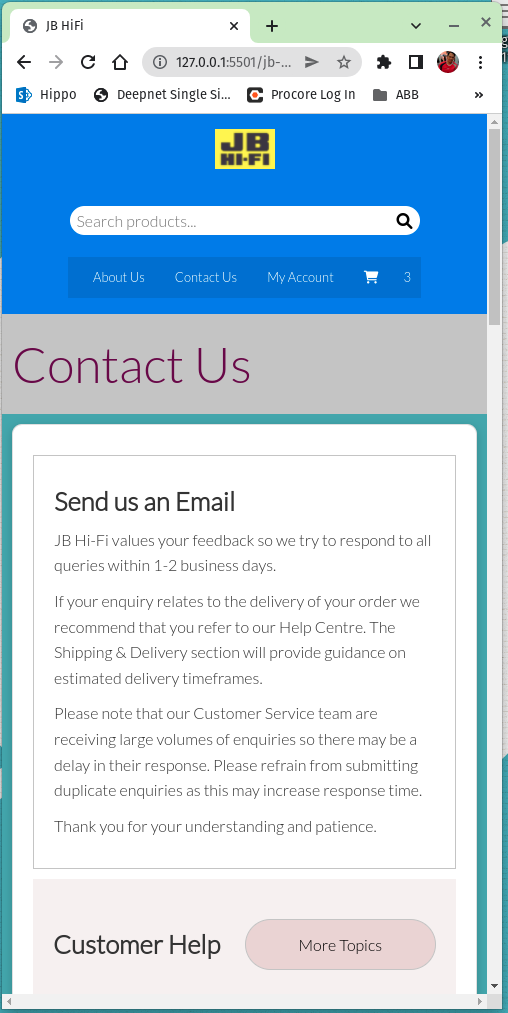 JB HiFi
127.0.0.1:5501/jb-...
Hippo
Deepnet Single Si...
Procore Log In
ABB
»
JB
HI-FI
Search products...
About Us
Contact Us
My Account
3
Contact Us
Send us an Email
JB Hi-Fi values your feedback so we try to respond to all
queries within 1-2 business days.
If your enquiry relates to the delivery of your order we
recommend that you refer to our Help Centre. The
Shipping & Delivery section will provide guidance on
estimated delivery timeframes.
Please note that our Customer Service team are
receiving large volumes of enquiries so there may be a
delay in their response. Please refrain from submitting
duplicate enquiries as this may increase response time.
Thank you for your understanding and patience.
Customer Help
More Topics